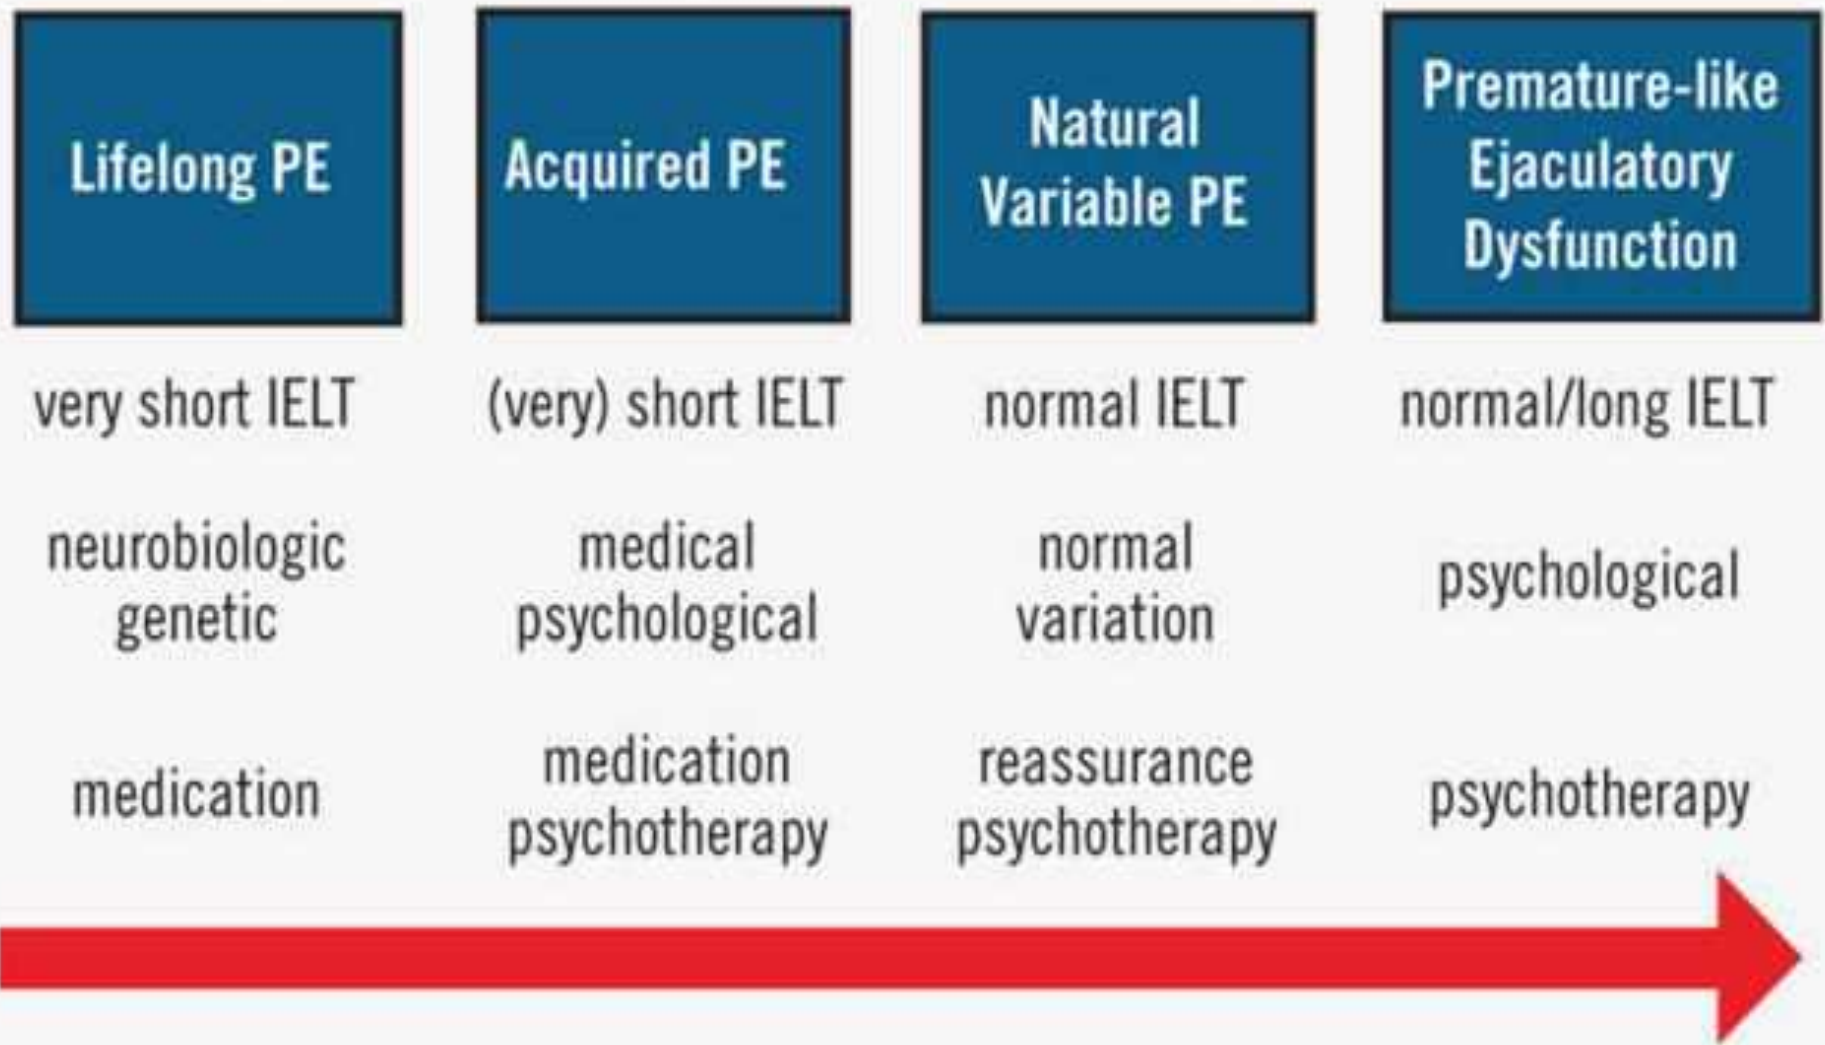 Lifelong PE
Acquired PE
Natural
Variable PE
Premature-like
Ejaculatory
Dysfunction
very short IELT
(very) short IELT
normal IELT
normal/long IELT
neurobiologic
genetic
medical
psychological
normal
variation
psychological
medication
medication
psychotherapy
reassurance
psychotherapy
psychotherapy